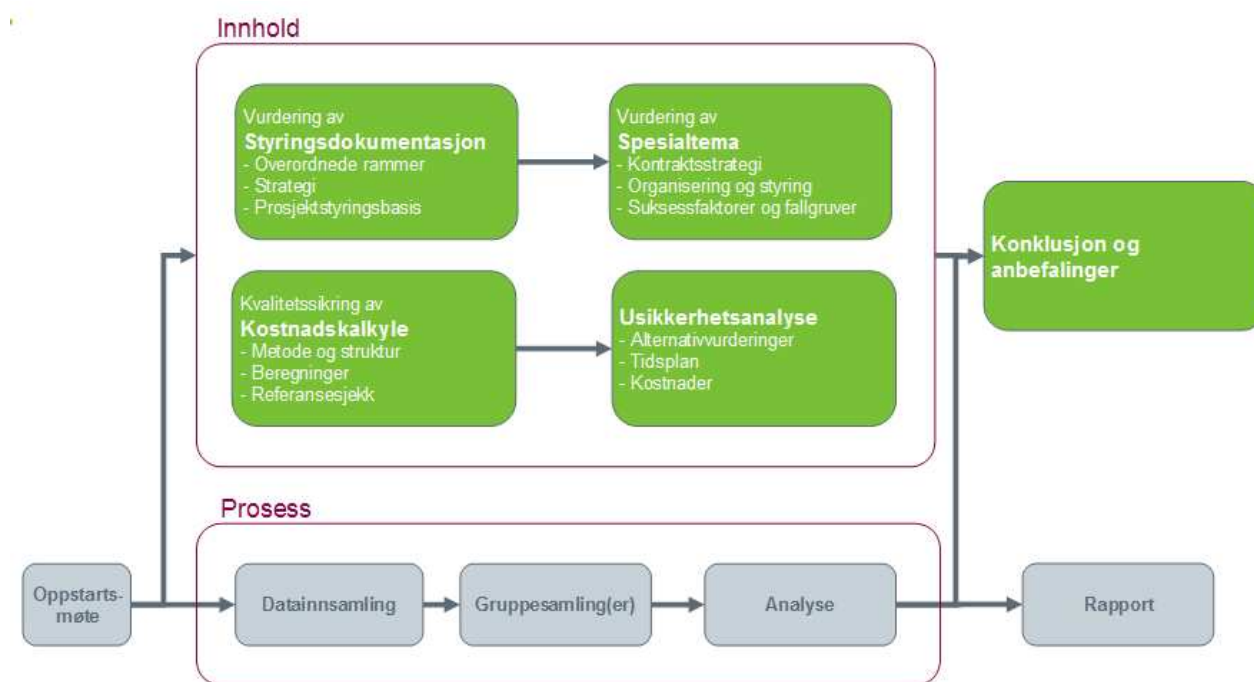 Innhold
Vurdering av
Styringsdokumentasjon
- Overordnede rammer
- Strategi
- Prosjektstyringsbasis
Vurdering av
Spesialtema
- Kontraktsstrategi
- Organisering og styring
- Suksessfaktorer og fallgruver
Kvalitetssikring av
Kostnadskalkyle
- Metode og struktur
- Beregninger
- Referansesjekk
Usikkerhetsanalyse
- Alternativvurderinger
- Tidsplan
- Kostnader
Konklusjon og
anbefalinger
Prosess
Oppstarts-
møte
Datainnsamling
Gruppesamling(er)
Analyse
Rapport